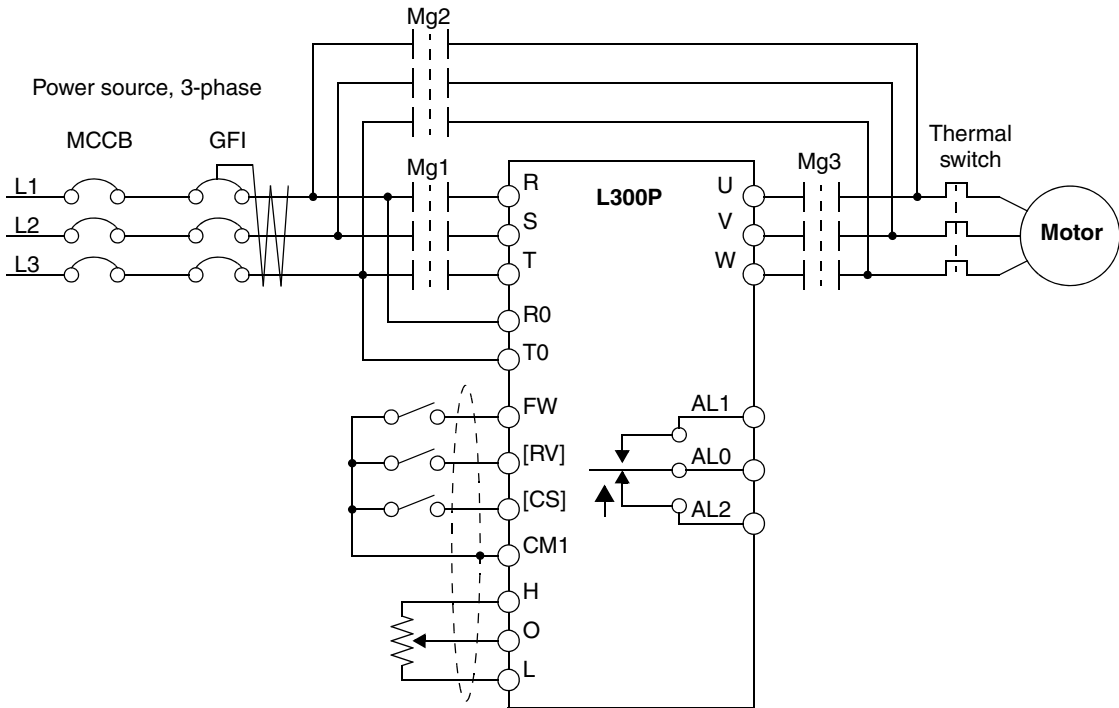 Mg2
Power source, 3-phase
MCCB
GFI
Mg1
Mg3
Thermal
switch
L1
L2
L3
R
S
T
R0
T0
L300P
U
V
W
Motor
FW
[RV]
[CS]
CM1
H
O
L
AL1
AL0
AL2